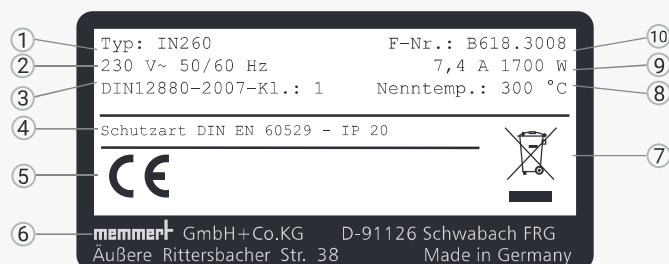 ① Typ: IN260 F-Nr.: B618.3008 ⑩
② 230 V~ 50/60 Hz 7,4 A 1700 W ⑨
③ DIN12880-2007-Kl.: 1 Nenntemp.: 300 °C ⑧
④ Schutzart DIN EN 60529 - IP 20
⑤ CE ⑦
⑥ memmert GmbH+Co.KG D-91126 Schwabach FRG
Äußere Rittersbacher Str. 38 Made in Germany